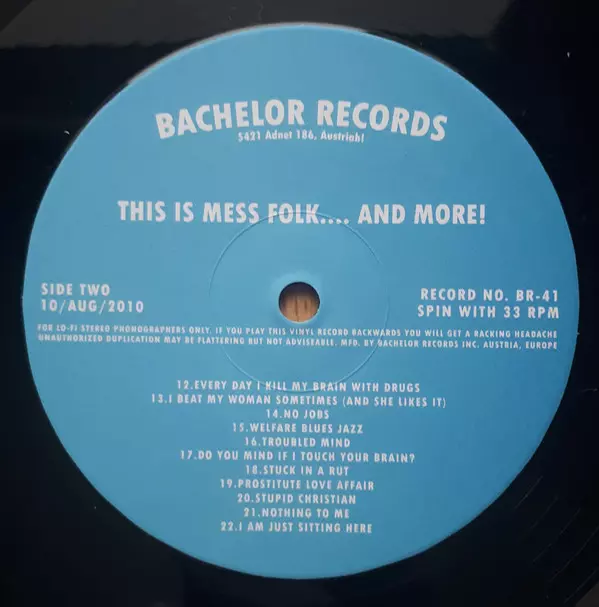 BACHELOR RECORDS
5421 Adnet 186, Austriah!
THIS IS MESS FOLK.... AND MORE!
SIDE TWO
10/AUG/2010
RECORD NO. BR-41
SPIN WITH 33 RPM
FOR LO-FI STEREO PHONOGRAPHERS ONLY. IF YOU PLAY THIS VINYL RECORD BACKWARDS YOU WILL GET A RACKING HEADACHE
UNAUTHORIZED DUPLICATION MAY BE FLATTERING BUT NOT ADVISEABLE. MFD. BY BACHELOR RECORDS INC. AUSTRIA, EUROPE
12.EVERY DAY I KILL MY BRAIN WITH DRUGS
13.I BEAT MY WOMAN SOMETIMES (AND SHE LIKES IT)
14.NO JOBS
15.WELFARE BLUES JAZZ
16.TROUBLED MIND
17.DO YOU MIND IF I TOUCH YOUR BRAIN?
18.STUCK IN A RUT
19.PROSTITUTE LOVE AFFAIR
20.STUPID CHRISTIAN
21.NOTHING TO ME
22.I AM JUST SITTING HERE